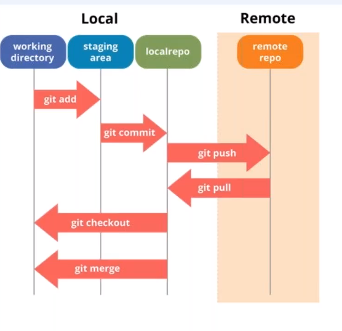 Local
Remote
working
directory
staging
area
localrepo
remote
repo
git add
git commit
git push
git pull
git checkout
git merge